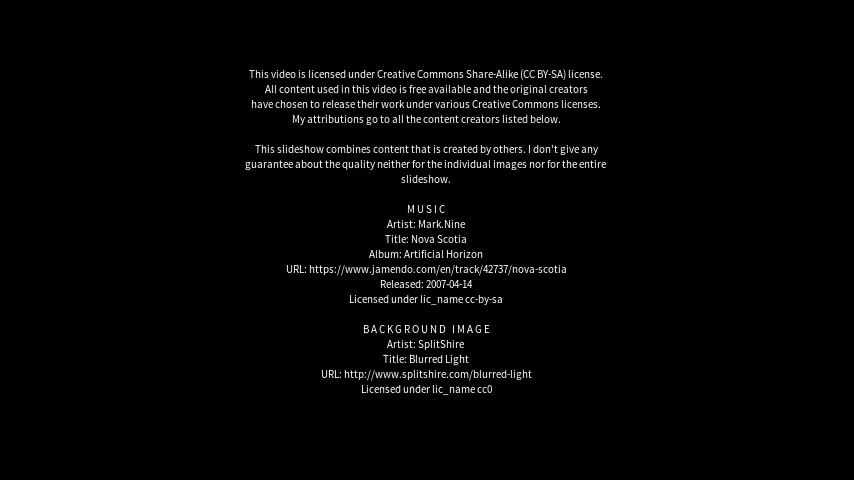 This video is licensed under Creative Commons Share-Alike (CC BY-SA) license.
All content used in this video is free available and the original creators
have chosen to release their work under various Creative Commons licenses.
My attributions go to all the content creators listed below.
This slideshow combines content that is created by others. I don't give any
guarantee about the quality neither for the individual images nor for the entire
slideshow.
MUSIC
Artist: Mark.Nine
Title: Nova Scotia
Album: Artificial Horizon
URL: https://www.jamendo.com/en/track/42737/nova-scotia
Released: 2007-04-14
Licensed under lic_name cc-by-sa
BACKGROUND IMAGE
Artist: SplitShire
Title: Blurred Light
URL: http://www.splitshire.com/blurred-light
Licensed under lic_name cc0